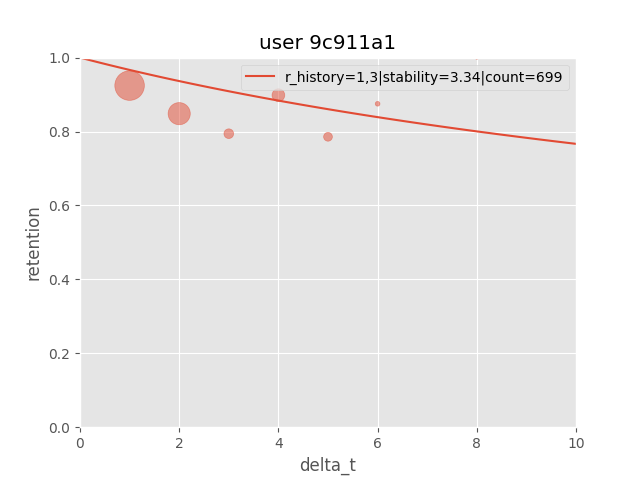 user 9c911a1
r_history=1,3|stability=3.34|count=699
retention
1.0
0.8
0.6
0.4
0.2
0.0
0 2 4 6 8 10
delta_t